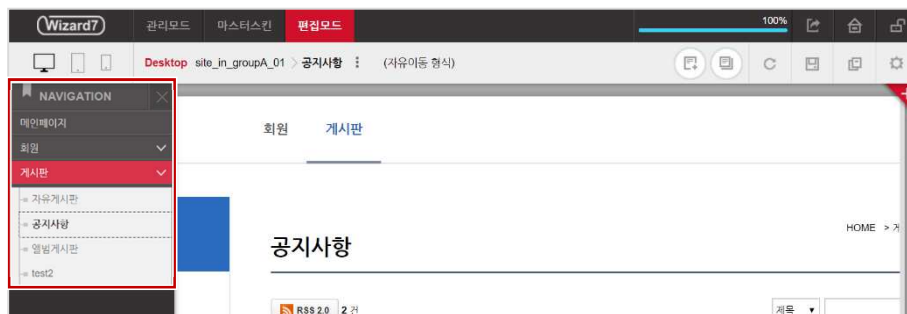 Wizard7 관리모드 마스터스킨 편집모드 100%
Desktop site_in_groupA_01 > 공지사항 (자유이동 형식)
NAVIGATION
메인페이지
회원
게시판
자유게시판
공지사항
앨범게시판
test2
회원 게시판
HOME >
공지사항
RSS 2.0 2 건 제목